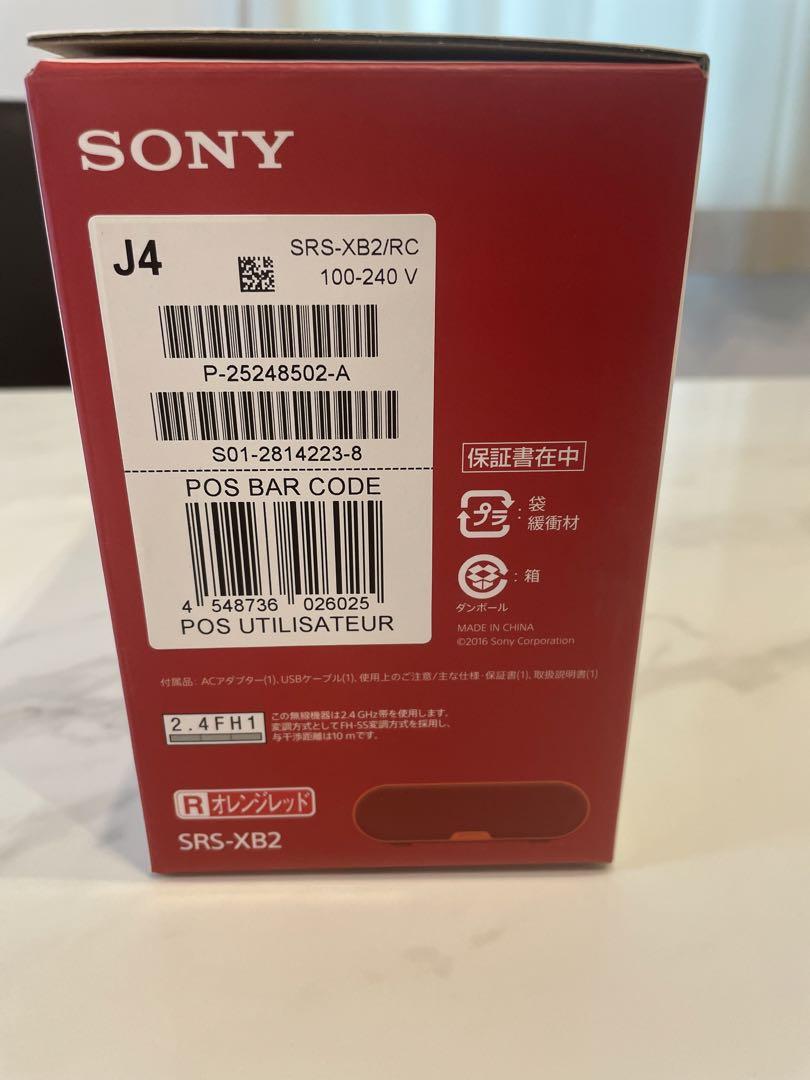 SONY
J4
SRS-XB2/RC
100-240 V
P-25248502-A
S01-2814223-8
POS BAR CODE
4 548736 026025
POS UTILISATEUR
保証書在中
プラ : 袋
緩衝材
: 箱
ダンボール
MADE IN CHINA
©2016 Sony Corporation
付属品: ACアダプター(1), USBケーブル(1), 使用上のご注意/主な仕様・保証書(1), 取扱説明書(1)
2.4FH1
この無線機器は2.4 GHz帯を使用します。
変調方式としてFH-SS変調方式を採用し、
与干渉距離は10 mです。
R オレンジレッド
SRS-XB2